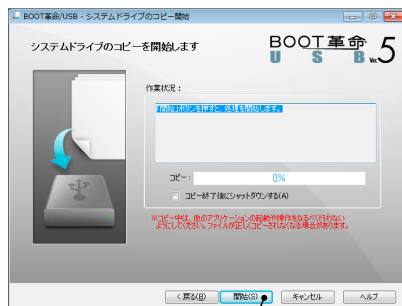 BOOT革命/USB - システムドライブのコピー開始
システムドライブのコピーを開始します
BOOT革命
USB Ver.5
作業状況：
「開始」ボタンを押すと、処理を開始します。
コピー：
0%
コピー終了後にシャットダウンする(A)
※コピー中は、他のアプリケーションの起動や操作をなるべく行わない
ようにしてください。ファイルが正しくコピーされなくなる場合があります。
< 戻る(B)
開始(S)
キャンセル
ヘルプ